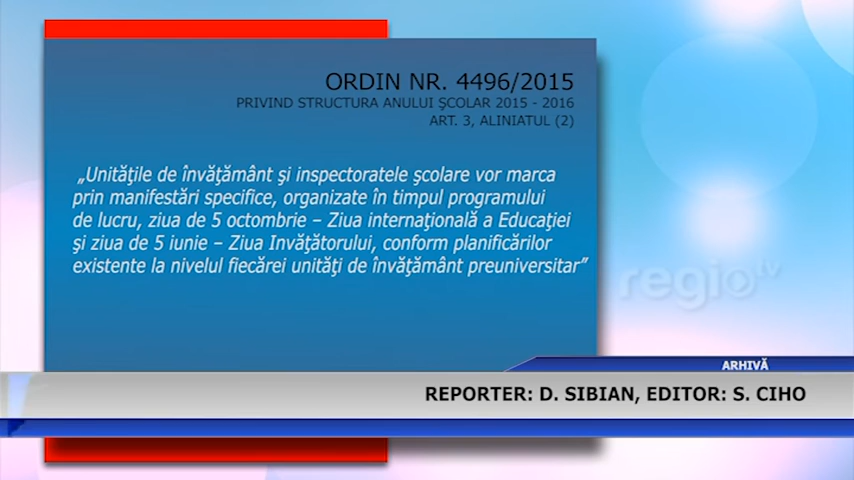 ORDIN NR. 4496/2015
PRIVIND STRUCTURA ANULUI ŞCOLAR 2015 - 2016
ART. 3, ALINIATUL (2)
„Unităţile de învăţământ şi inspectoratele şcolare vor marca
prin manifestări specifice, organizate în timpul programului
de lucru, ziua de 5 octombrie – Ziua internaţională a Educaţiei
şi ziua de 5 iunie – Ziua Invăţătorului, conform planificărilor
existente la nivelul fiecărei unităţi de învăţământ preuniversitar”
regio tv
ARHIVĂ
REPORTER: D. SIBIAN, EDITOR: S. CIHO